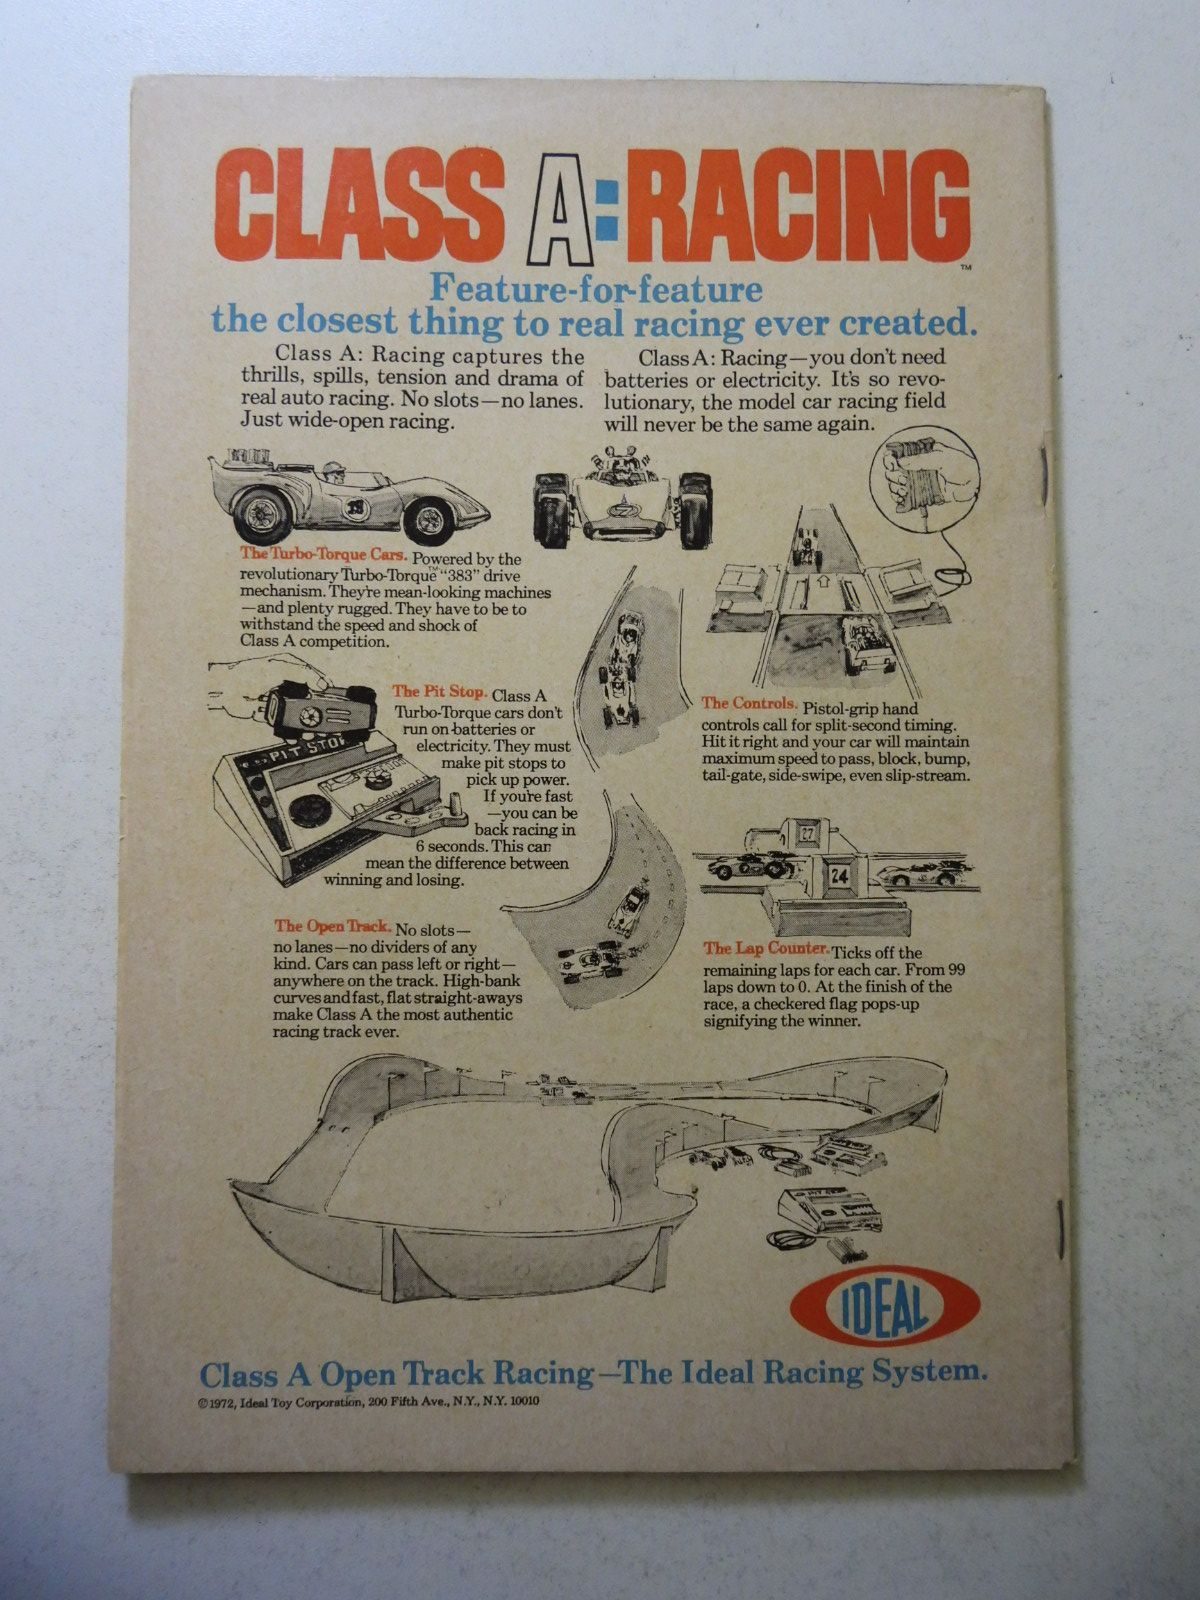 CLASS A:RACING
™
Feature-for-feature
the closest thing to real racing ever created.
Class A: Racing captures the
thrills, spills, tension and drama of
real auto racing. No slots—no lanes.
Just wide-open racing.
Class A: Racing—you don't need
batteries or electricity. It's so revo-
lutionary, the model car racing field
will never be the same again.
The Turbo-Torque Cars. Powered by the
revolutionary Turbo-Torque™ "383" drive
mechanism. They're mean-looking machines
—and plenty rugged. They have to be to
withstand the speed and shock of
Class A competition.
PIT STOP
The Pit Stop. Class A
Turbo-Torque cars don't
run on batteries or
electricity. They must
make pit stops to
pick up power.
If you're fast
—you can be
back racing in
6 seconds. This can
mean the difference between
winning and losing.
The Controls. Pistol-grip hand
controls call for split-second timing.
Hit it right and your car will maintain
maximum speed to pass, block, bump,
tail-gate, side-swipe, even slip-stream.
27
24
The Open Track. No slots—
no lanes—no dividers of any
kind. Cars can pass left or right—
anywhere on the track. High-bank
curves and fast, flat straight-aways
make Class A the most authentic
racing track ever.
The Lap Counter. Ticks off the
remaining laps for each car. From 99
laps down to 0. At the finish of the
race, a checkered flag pops-up
signifying the winner.
IDEAL
Class A Open Track Racing—The Ideal Racing System.
©1972, Ideal Toy Corporation, 200 Fifth Ave., N.Y., N.Y. 10010